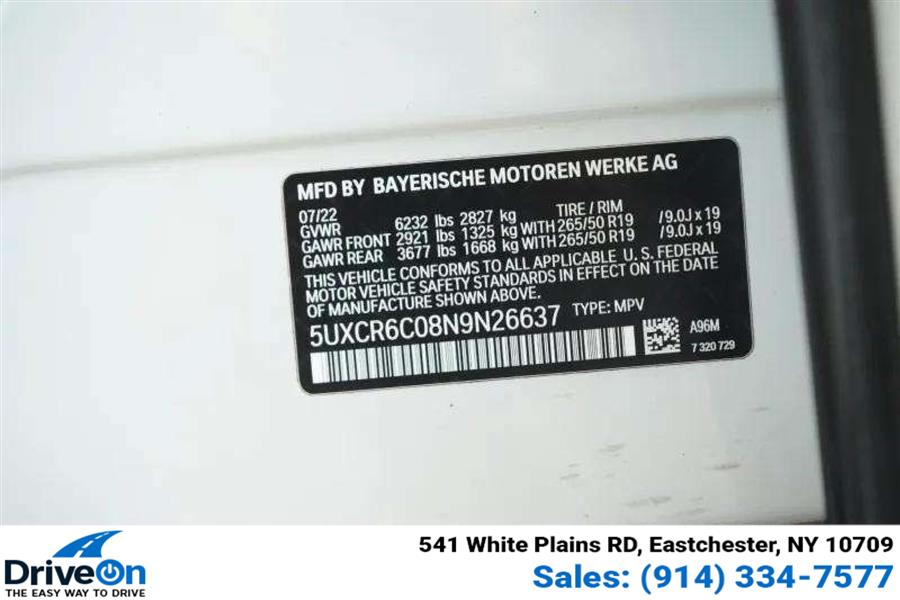 MFD BY BAYERISCHE MOTOREN WERKE AG
07/22 TIRE / RIM
GVWR 6232 lbs 2827 kg
GAWR FRONT 2921 lbs 1325 kg WITH 265/50 R19 /9.0J x 19
GAWR REAR 3677 lbs 1668 kg WITH 265/50 R19 /9.0J x 19
THIS VEHICLE CONFORMS TO ALL APPLICABLE U. S. FEDERAL
MOTOR VEHICLE SAFETY STANDARDS IN EFFECT ON THE DATE
OF MANUFACTURE SHOWN ABOVE.
5UXCR6C08N9N26637 TYPE: MPV
A96M
7 320 729
DriveOn
THE EASY WAY TO DRIVE
541 White Plains RD, Eastchester, NY 10709
Sales: (914) 334-7577